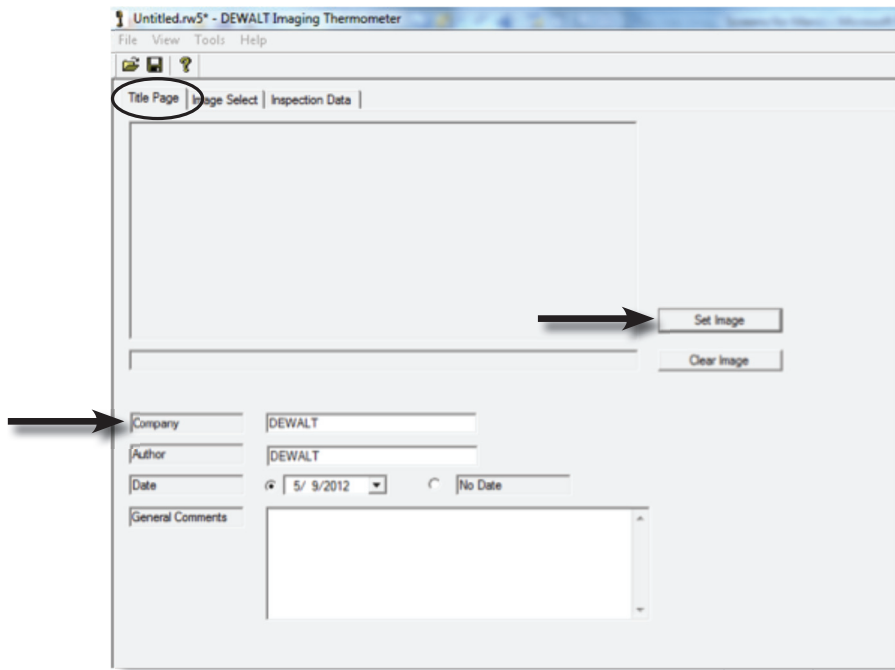 Untitled.rw5* - DEWALT Imaging Thermometer
File View Tools Help
Title Page Image Select Inspection Data
Set Image
Clear Image
Company DEWALT
Author DEWALT
Date 5/ 9/2012 No Date
General Comments